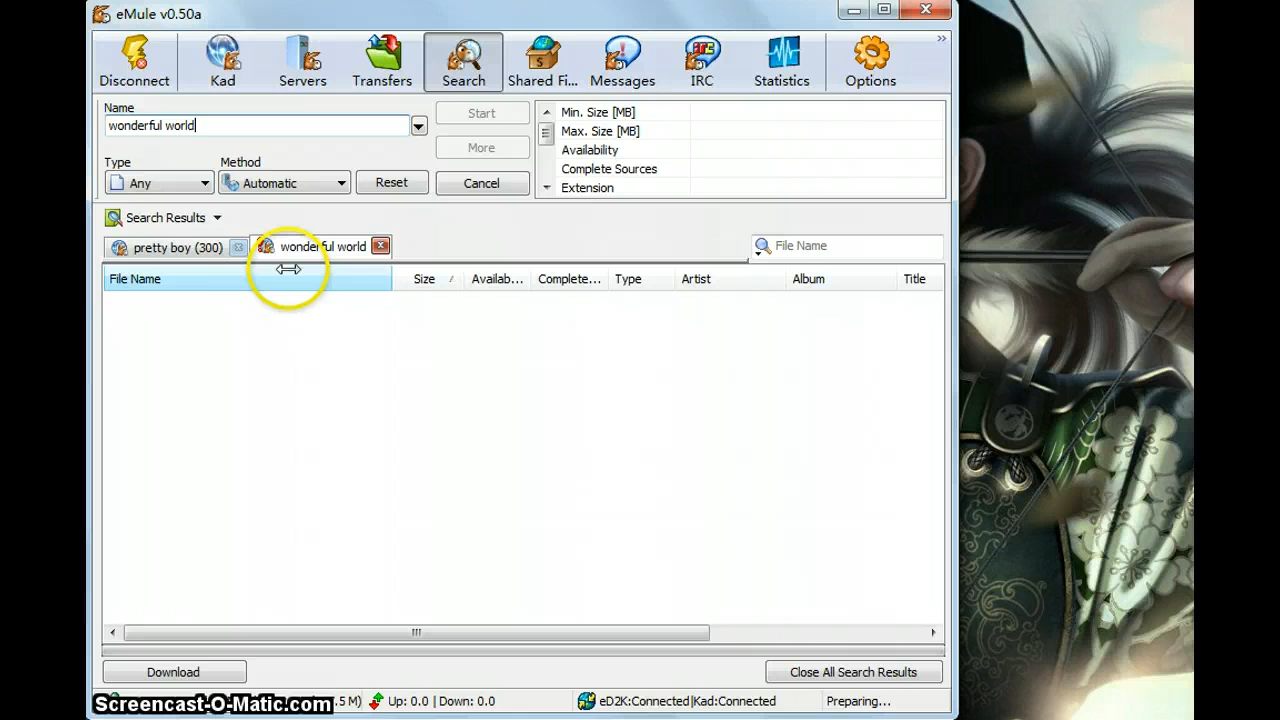 eMule v0.50a
Disconnect Kad Servers Transfers Search Shared Fi... Messages IRC Statistics Options »
Name
wonderful world
Start
More
Cancel
Type Method
Any Automatic Reset
Min. Size [MB]
Max. Size [MB]
Availability
Complete Sources
Extension
Search Results
pretty boy (300) wonderful world File Name
File Name Size Availab... Complete... Type Artist Album Title
Download Close All Search Results
.5 M) Up: 0.0 | Down: 0.0 eD2K:Connected|Kad:Connected Preparing...
Screencast-O-Matic.com